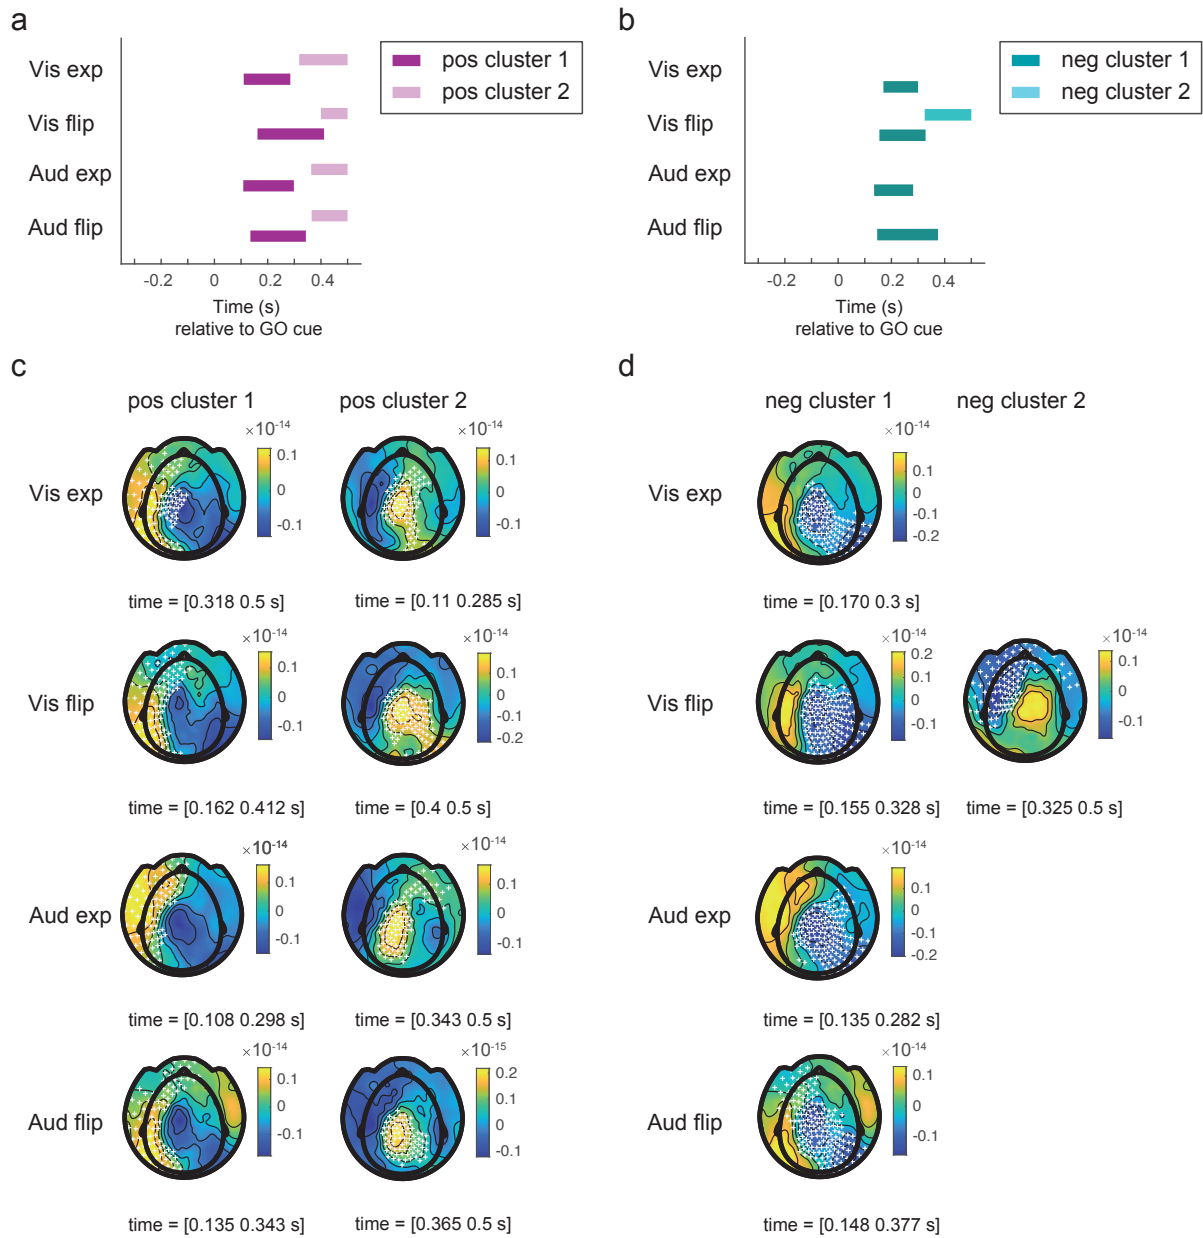 a
Vis exp
Vis flip
Aud exp
Aud flip
pos cluster 1
pos cluster 2
-0.2 0 0.2 0.4
Time (s)
relative to GO cue
b
Vis exp
Vis flip
Aud exp
Aud flip
neg cluster 1
neg cluster 2
-0.2 0 0.2 0.4
Time (s)
relative to GO cue
c
pos cluster 1 pos cluster 2
Vis exp
×10⁻¹⁴
0.1
0
-0.1
time = [0.318 0.5 s]
×10⁻¹⁴
0.1
0
-0.1
time = [0.11 0.285 s]
Vis flip
×10⁻¹⁴
0.1
0
-0.1
time = [0.162 0.412 s]
×10⁻¹⁴
0.1
0
-0.1
-0.2
time = [0.4 0.5 s]
Aud exp
×10⁻¹⁴
0.1
0
-0.1
time = [0.108 0.298 s]
×10⁻¹⁴
0.1
0
-0.1
time = [0.343 0.5 s]
Aud flip
×10⁻¹⁴
0.1
0
-0.1
time = [0.135 0.343 s]
×10⁻¹⁵
0.2
0.1
0
-0.1
time = [0.365 0.5 s]
d
neg cluster 1 neg cluster 2
Vis exp
×10⁻¹⁴
0.1
0
-0.1
-0.2
time = [0.170 0.3 s]
Vis flip
×10⁻¹⁴
0.2
0.1
0
-0.1
time = [0.155 0.328 s]
×10⁻¹⁴
0.1
0
-0.1
time = [0.325 0.5 s]
Aud exp
×10⁻¹⁴
0.1
0
-0.1
-0.2
time = [0.135 0.282 s]
Aud flip
×10⁻¹⁴
0.1
0
-0.1
time = [0.148 0.377 s]